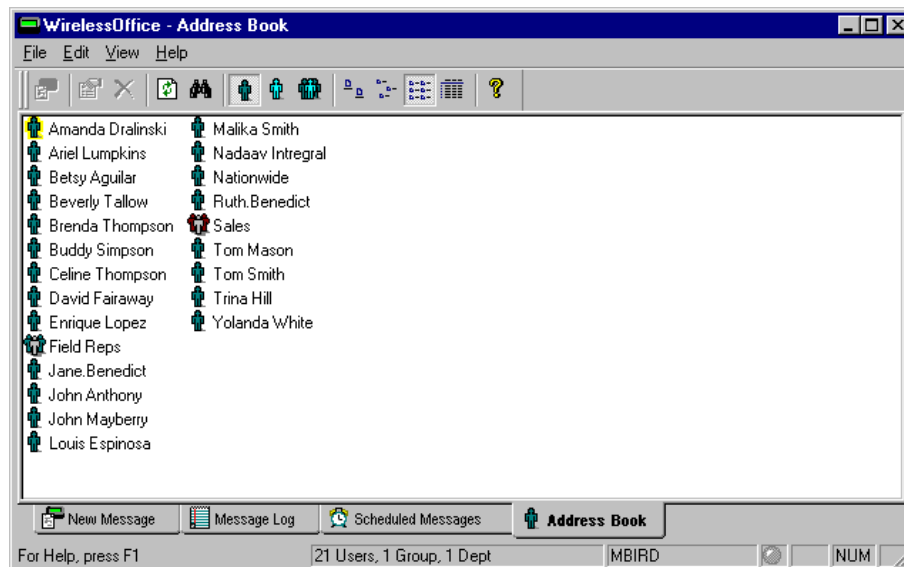 WirelessOffice - Address Book
File Edit View Help
Amanda Dralinski
Ariel Lumpkins
Betsy Aguilar
Beverly Tallow
Brenda Thompson
Buddy Simpson
Celine Thompson
David Fairaway
Enrique Lopez
Field Reps
Jane.Benedict
John Anthony
John Mayberry
Louis Espinosa
Malika Smith
Nadaav Intregral
Nationwide
Ruth.Benedict
Sales
Tom Mason
Tom Smith
Trina Hill
Yolanda White
New Message Message Log Scheduled Messages Address Book
For Help, press F1 21 Users, 1 Group, 1 Dept MBIRD NUM